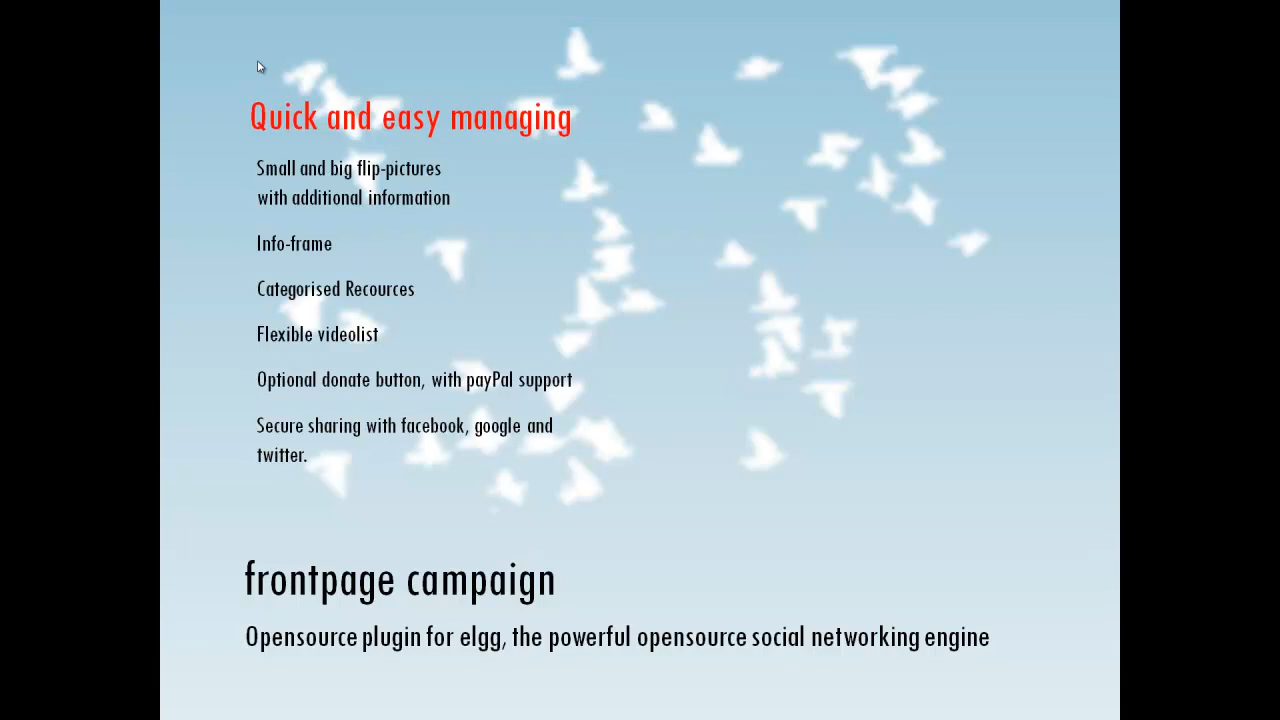 Quick and easy managing
Small and big flip-pictures
with additional information
Info-frame
Categorised Recources
Flexible videolist
Optional donate button, with payPal support
Secure sharing with facebook, google and
twitter.
frontpage campaign
Opensource plugin for elgg, the powerful opensource social networking engine